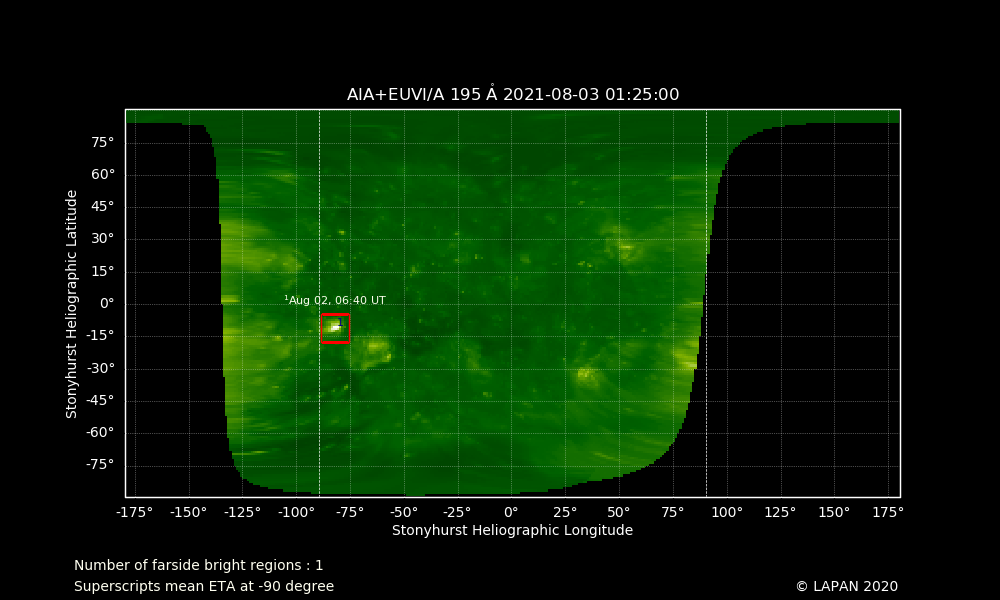 AIA+EUVI/A 195 Å 2021-08-03 01:25:00
Stonyhurst Heliographic Latitude
75°
60°
45°
30°
15°
0°
-15°
-30°
-45°
-60°
-75°
¹Aug 02, 06:40 UT
1
-175° -150° -125° -100° -75° -50° -25° 0° 25° 50° 75° 100° 125° 150° 175°
Stonyhurst Heliographic Longitude
Number of farside bright regions : 1
Superscripts mean ETA at -90 degree
© LAPAN 2020